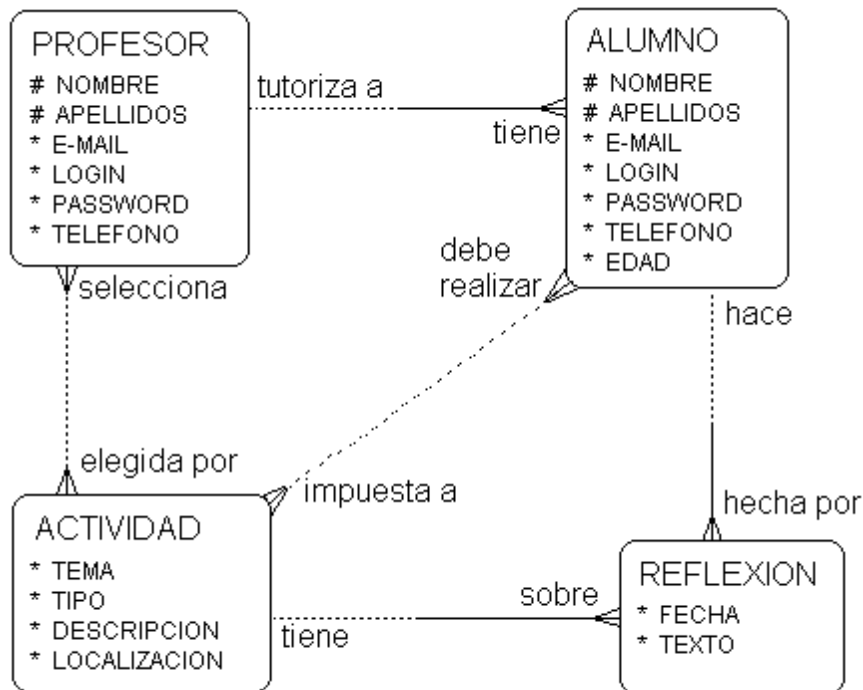 PROFESOR
# NOMBRE
# APELLIDOS
* E-MAIL
* LOGIN
* PASSWORD
* TELEFONO
tutoriza a
tiene
ALUMNO
# NOMBRE
# APELLIDOS
* E-MAIL
* LOGIN
* PASSWORD
* TELEFONO
* EDAD
selecciona
debe
realizar
hace
elegida por
impuesta a
hecha por
ACTIVIDAD
* TEMA
* TIPO
* DESCRIPCION
* LOCALIZACION
tiene
sobre
REFLEXION
* FECHA
* TEXTO